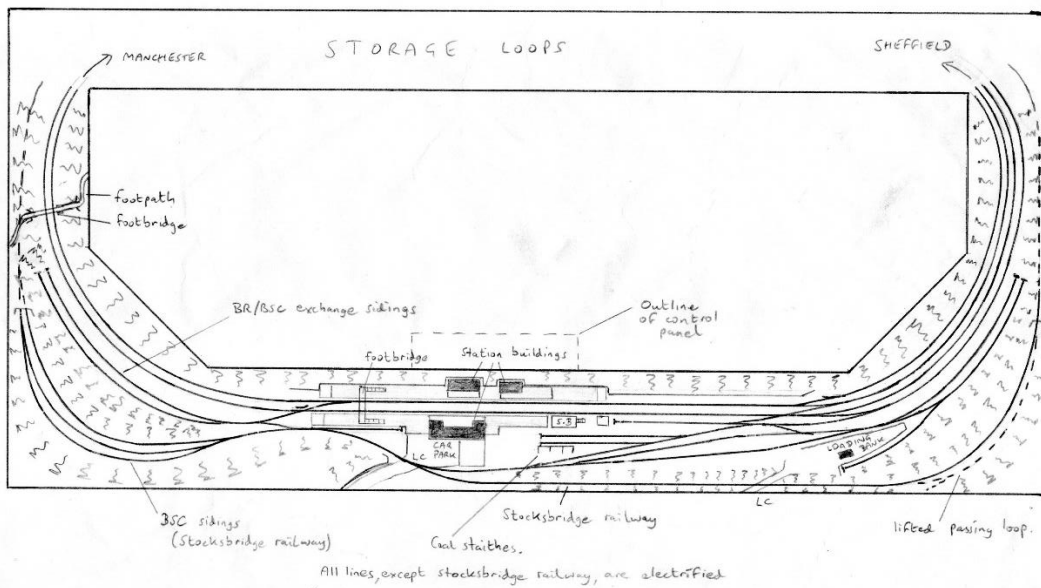 STORAGE LOOPS
MANCHESTER
SHEFFIELD
footpath
footbridge
BR/BSC exchange sidings
Outline
of control
panel
footbridge
Station buildings
S.B
CAR
PARK
LC
LOADING
BANK
LC
BSC sidings
(Stocksbridge railway)
Stocksbridge railway
Coal staithes.
lifted passing loop.
All lines, except stocksbridge railway, are electrified